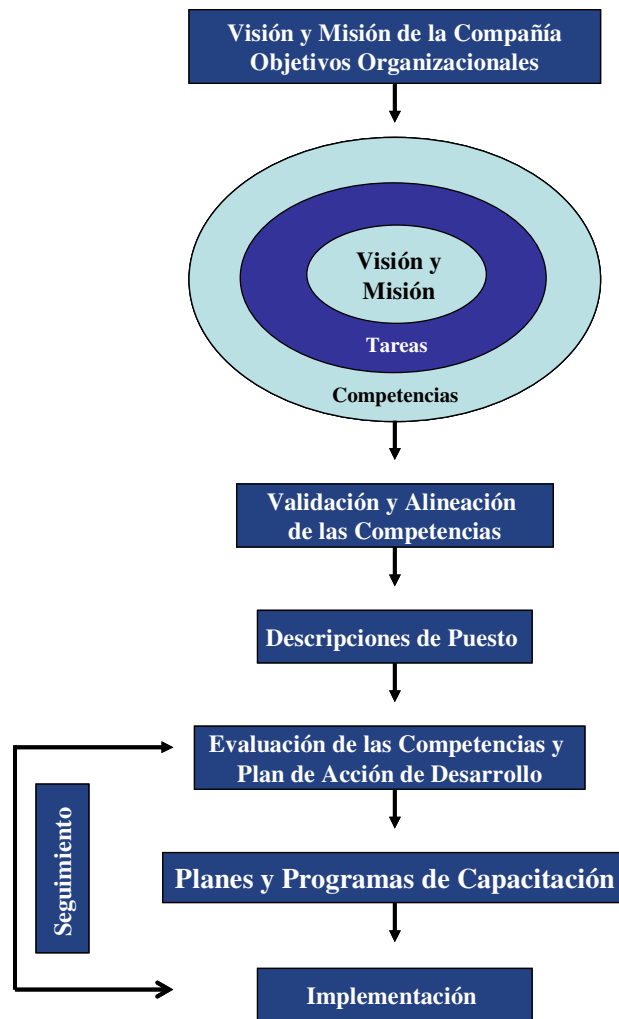 Visión y Misión de la Compañía
Objetivos Organizacionales
Visión y
Misión
Tareas
Competencias
Validación y Alineación
de las Competencias
Descripciones de Puesto
Evaluación de las Competencias y
Plan de Acción de Desarrollo
Seguimiento
Planes y Programas de Capacitación
Implementación